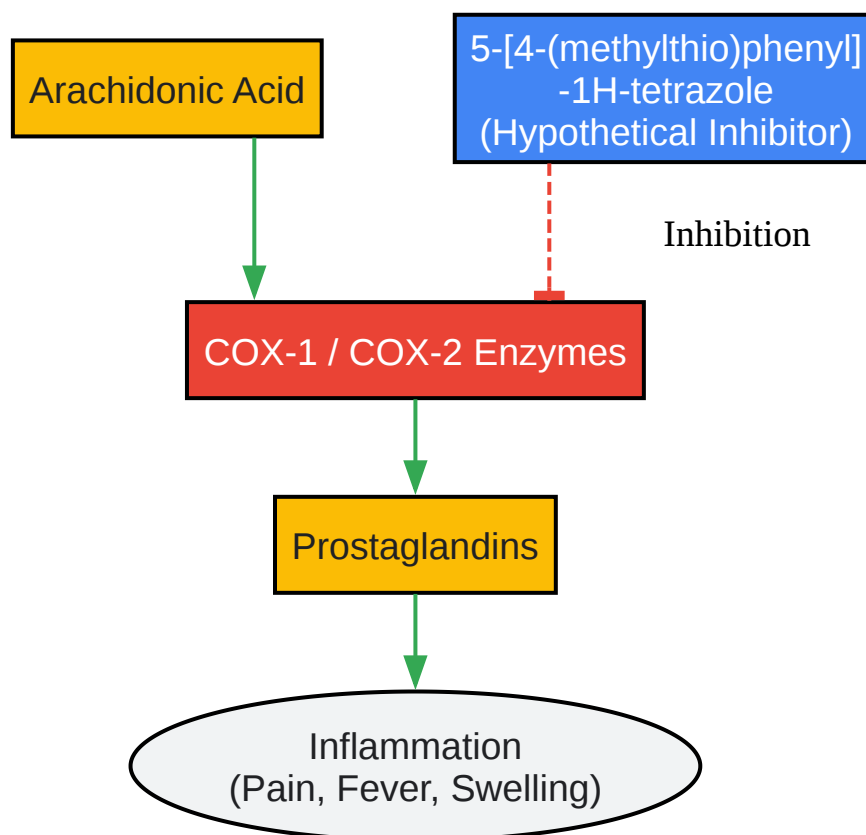 Arachidonic Acid
5-[4-(methylthio)phenyl]
-1H-tetrazole
(Hypothetical Inhibitor)
Inhibition
COX-1 / COX-2 Enzymes
Prostaglandins
Inflammation
(Pain, Fever, Swelling)